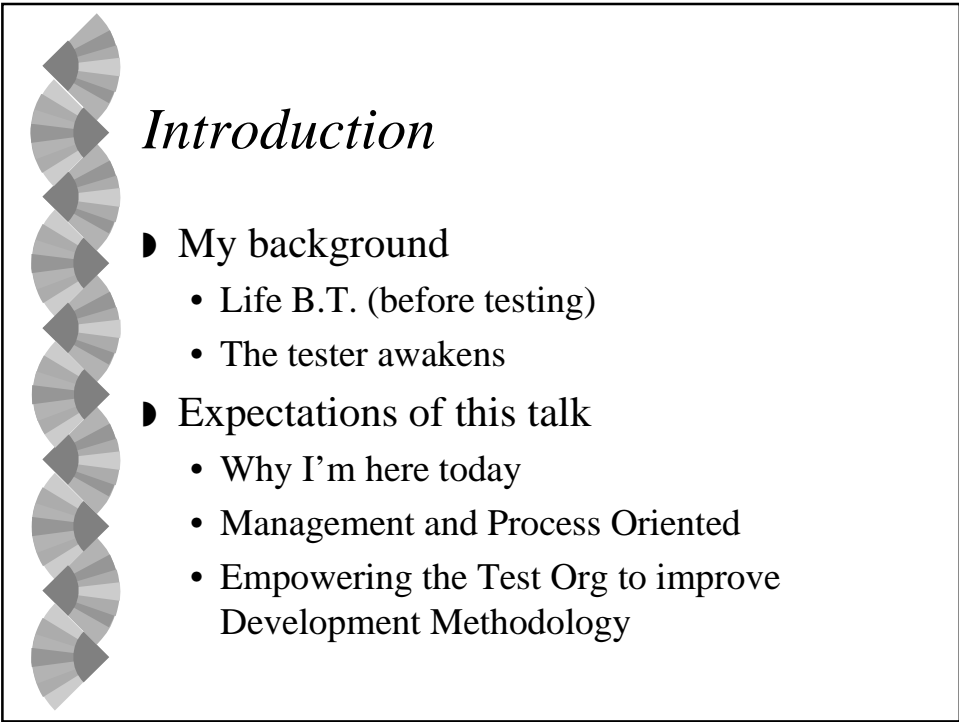 Introduction
◗ My background
• Life B.T. (before testing)
• The tester awakens
◗ Expectations of this talk
• Why I’m here today
• Management and Process Oriented
• Empowering the Test Org to improve
Development Methodology